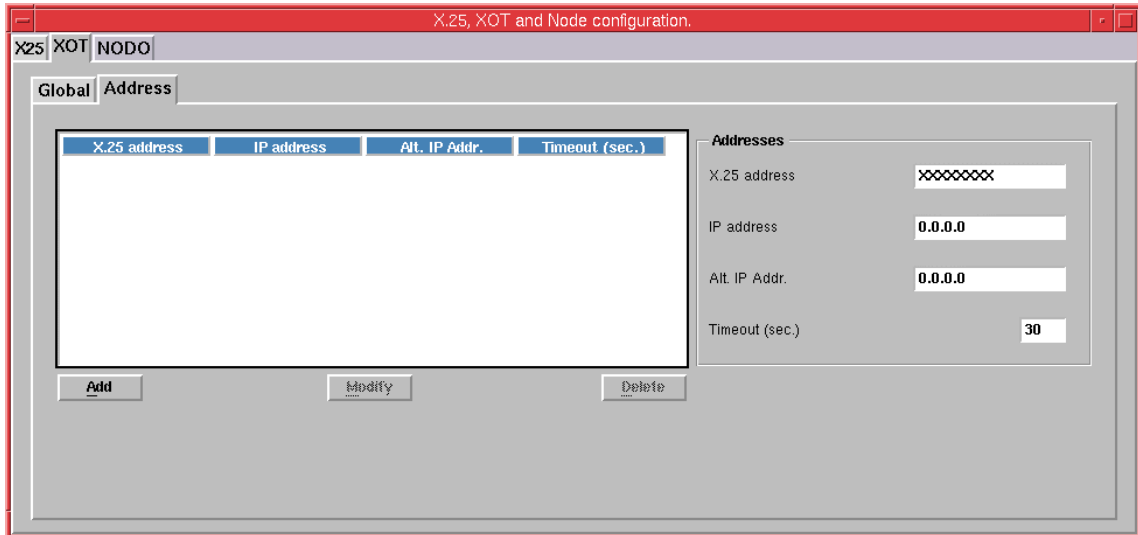 X.25, XOT and Node configuration.
X25 XOT NODO
Global Address
X.25 address IP address Alt. IP Addr. Timeout (sec.)
Addresses
X.25 address XXXXXXXX
IP address 0.0.0.0
Alt. IP Addr. 0.0.0.0
Timeout (sec.) 30
Add Modify Delete